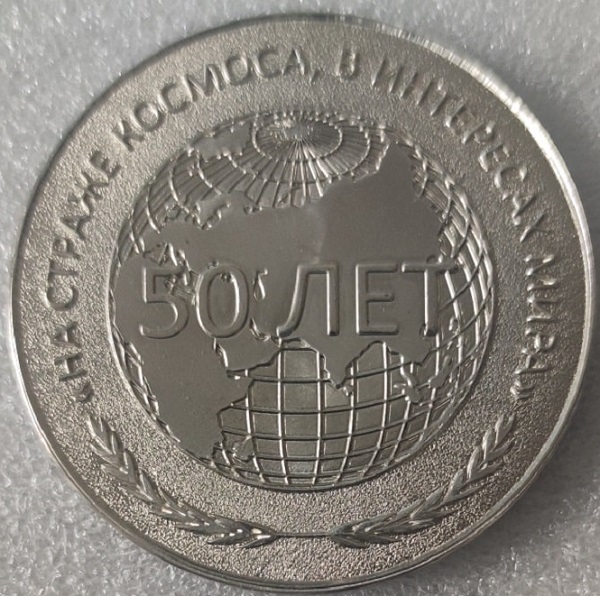 «НА СТРАЖЕ КОСМОСА, В ИНТЕРЕСАХ МИРА»
50 ЛЕТ